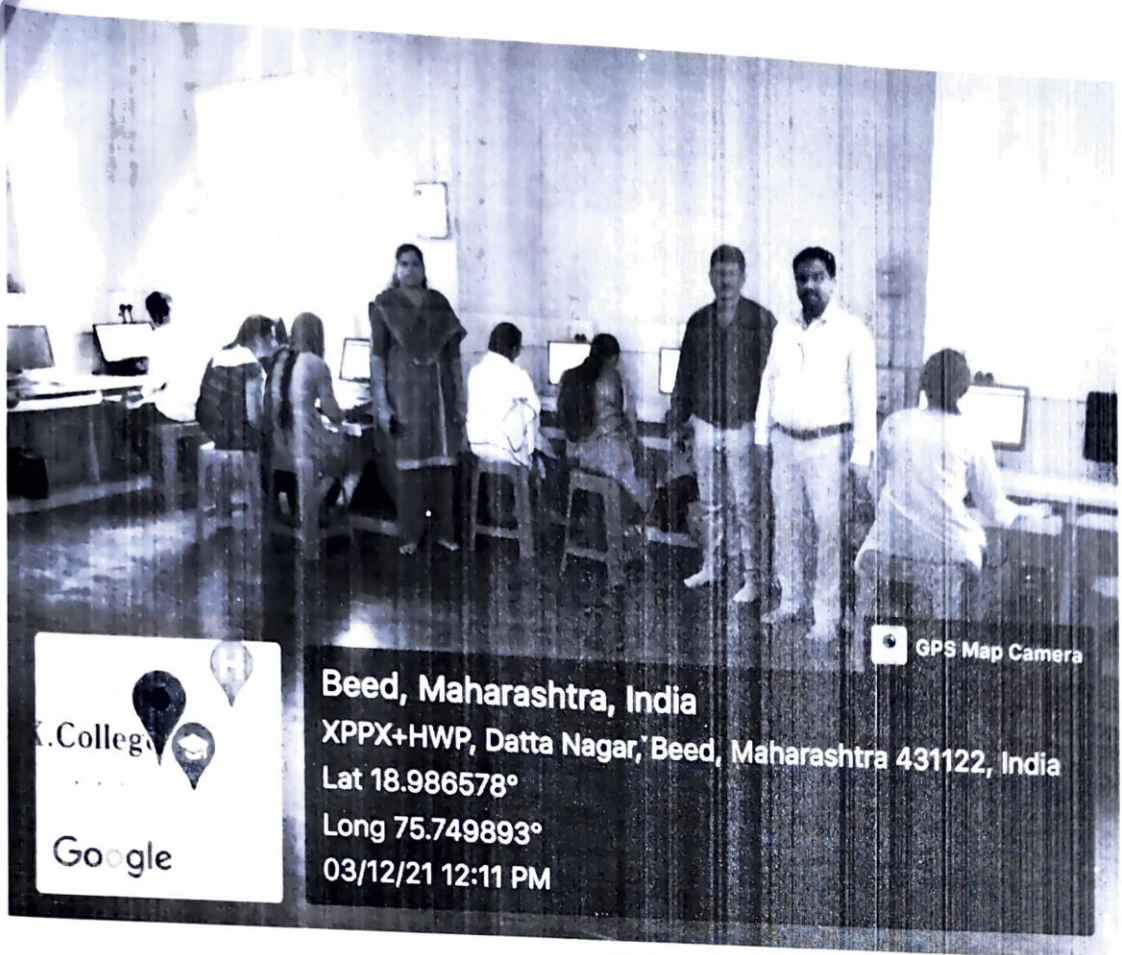 GPS Map Camera
Beed, Maharashtra, India
XPPX+HWP, Datta Nagar, Beed, Maharashtra 431122, India
Lat 18.986578°
Long 75.749893°
03/12/21 12:11 PM
H
.College
Google